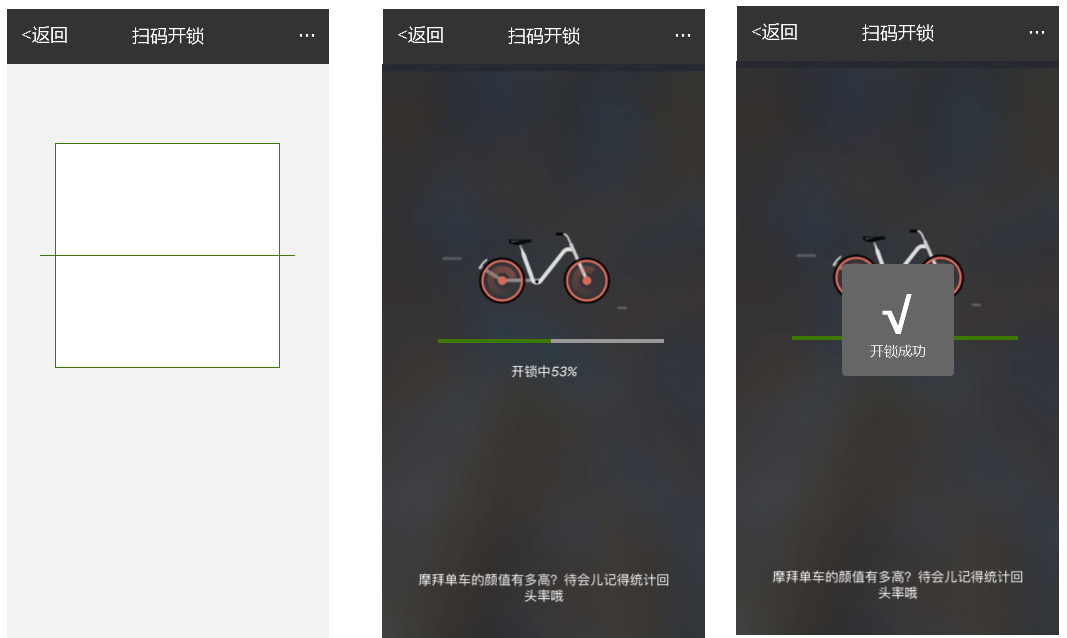 <返回 扫码开锁 ...
<返回 扫码开锁 ...
开锁中53%
摩拜单车的颜值有多高？待会儿记得统计回
头率哦
<返回 扫码开锁 ...
√
开锁成功
摩拜单车的颜值有多高？待会儿记得统计回
头率哦